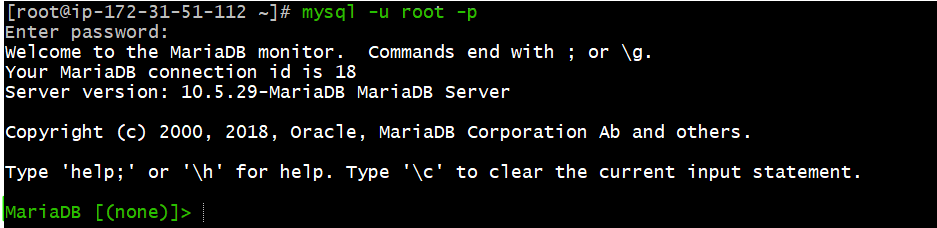 [root@ip-172-31-51-112 ~]# mysql -u root -p
Enter password:
Welcome to the MariaDB monitor.  Commands end with ; or \g.
Your MariaDB connection id is 18
Server version: 10.5.29-MariaDB MariaDB Server
Copyright (c) 2000, 2018, Oracle, MariaDB Corporation Ab and others.
Type 'help;' or '\h' for help. Type '\c' to clear the current input statement.
MariaDB [(none)]>